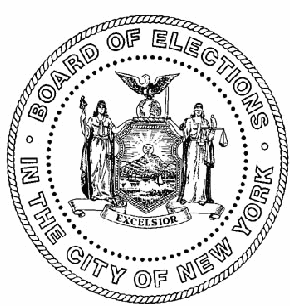 BOARD OF ELECTIONS
IN THE CITY OF NEW YORK
EXCELSIOR